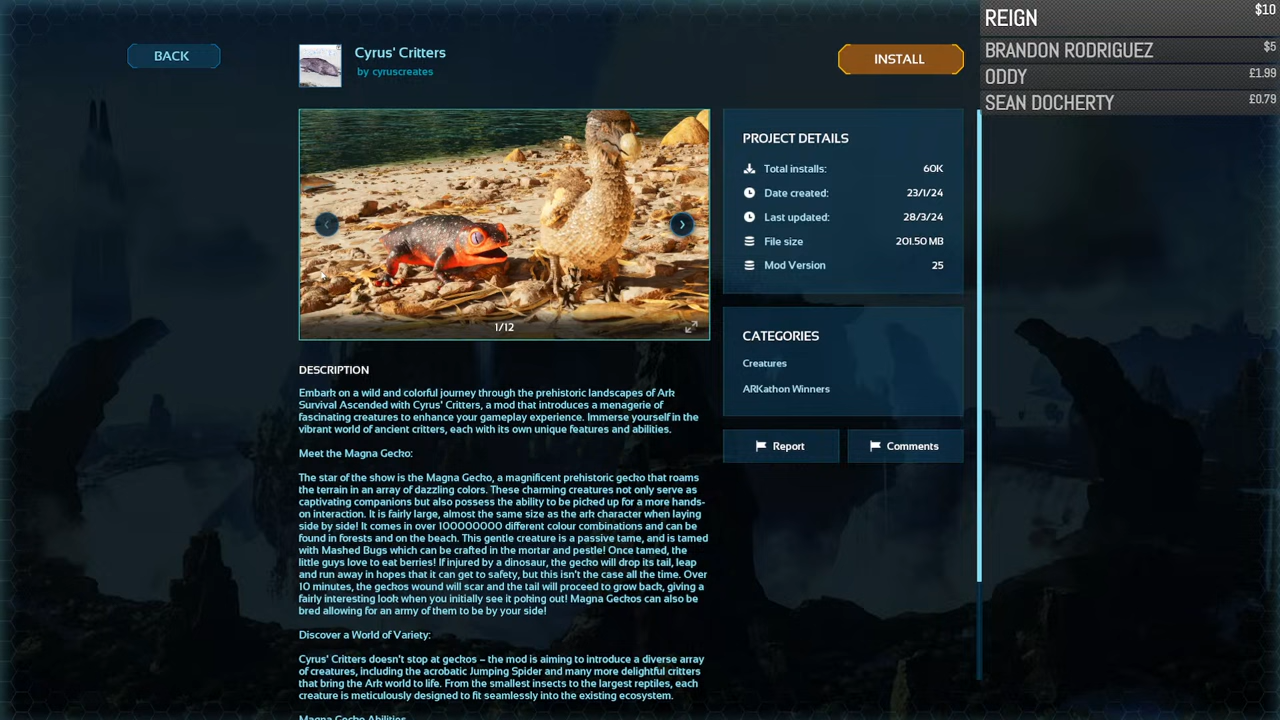 BACK
Cyrus' Critters
by cyruscreates
INSTALL
REIGN $10
BRANDON RODRIGUEZ $5
ODDY £1.99
SEAN DOCHERTY £0.79
1/12
PROJECT DETAILS
Total installs: 60K
Date created: 23/1/24
Last updated: 28/3/24
File size 201.50 MB
Mod Version 25
CATEGORIES
Creatures
ARKathon Winners
Report
Comments
DESCRIPTION
Embark on a wild and colorful journey through the prehistoric landscapes of Ark
Survival Ascended with Cyrus' Critters, a mod that introduces a menagerie of
fascinating creatures to enhance your gameplay experience. Immerse yourself in the
vibrant world of ancient critters, each with its own unique features and abilities.
Meet the Magna Gecko:
The star of the show is the Magna Gecko, a magnificent prehistoric gecko that roams
the terrain in an array of dazzling colors. These charming creatures not only serve as
captivating companions but also possess the ability to be picked up for a more hands-
on interaction. It is fairly large, almost the same size as the ark character when laying
side by side! It comes in over 100000000 different colour combinations and can be
found in forests and on the beach. This gentle creature is a passive tame, and is tamed
with Mashed Bugs which can be crafted in the mortar and pestle! Once tamed, the
little guys love to eat berries! If injured by a dinosaur, the gecko will drop its tail, leap
and run away in hopes that it can get to safety, but this isn't the case all the time. Over
10 minutes, the geckos wound will scar and the tail will proceed to grow back, giving a
fairly interesting look when you initially see it poking out! Magna Geckos can also be
bred allowing for an army of them to be by your side!
Discover a World of Variety:
Cyrus' Critters doesn't stop at geckos – the mod is aiming to introduce a diverse array
of creatures, including the acrobatic Jumping Spider and many more delightful critters
that bring the Ark world to life. From the smallest insects to the largest reptiles, each
creature is meticulously designed to fit seamlessly into the existing ecosystem.
Magna Gecko Abilities